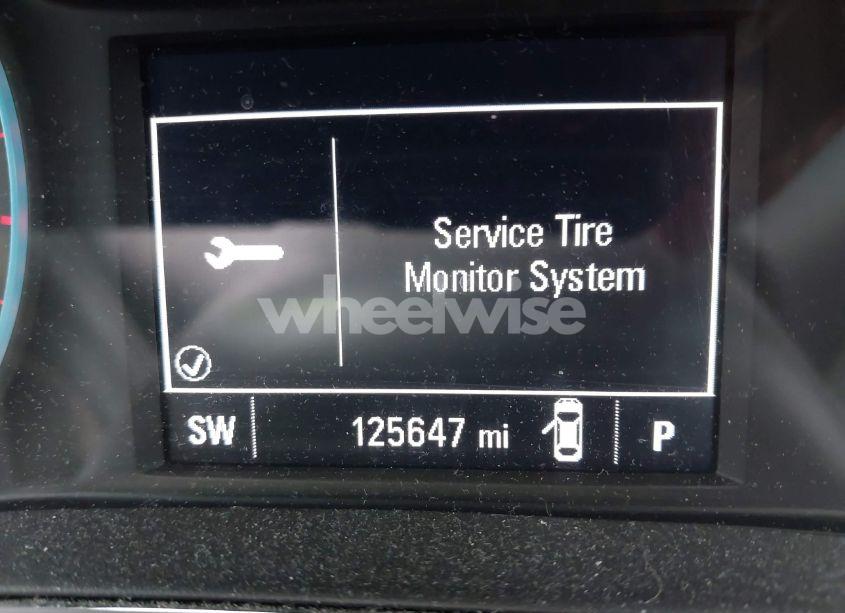 Service Tire
Monitor System
wheelwise
SW 125647 mi P